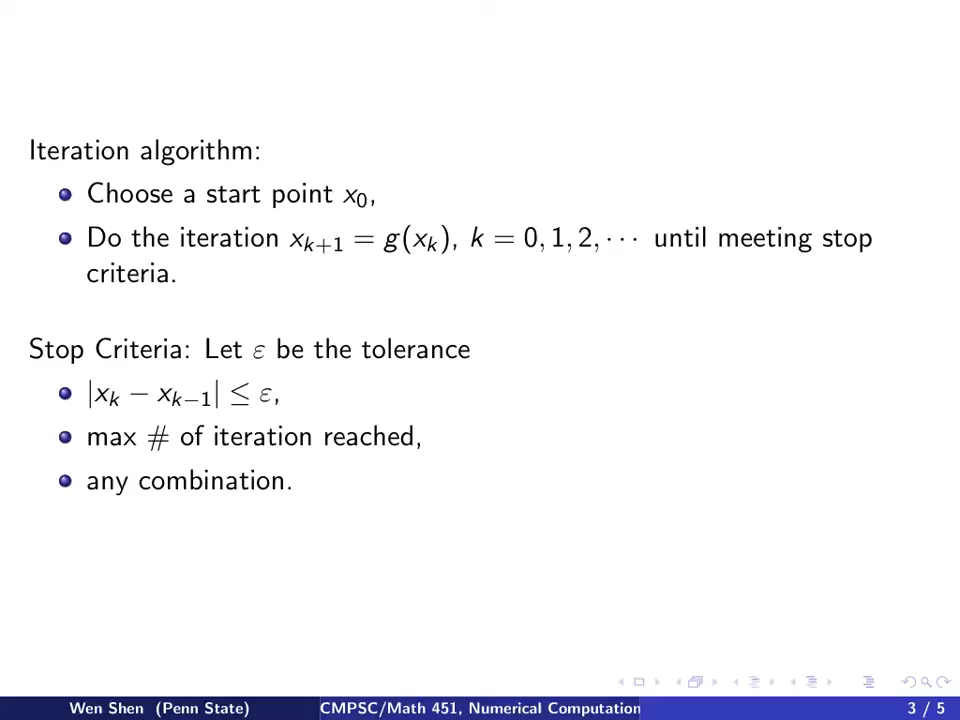 Iteration algorithm:
Choose a start point x₀,
Do the iteration xₖ₊₁ = g(xₖ), k = 0, 1, 2, ··· until meeting stop
criteria.
Stop Criteria: Let ε be the tolerance
|xₖ − xₖ₋₁| ≤ ε,
max # of iteration reached,
any combination.
Wen Shen (Penn State) CMPSC/Math 451, Numerical Computation 3 / 5